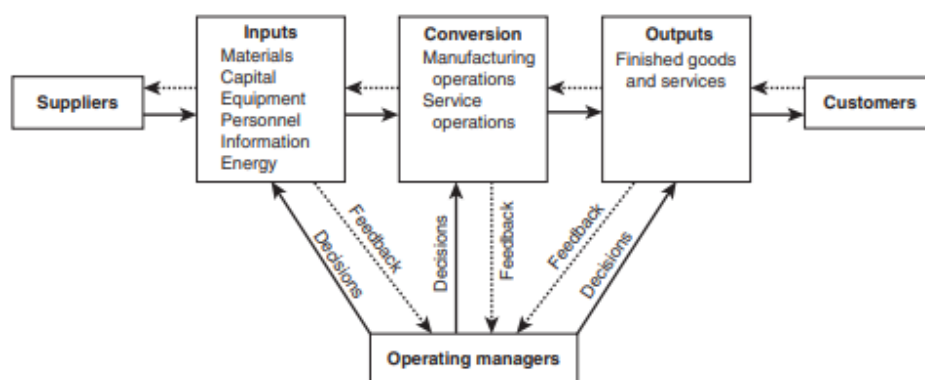 Inputs
Materials
Capital
Equipment
Personnel
Information
Energy
Conversion
Manufacturing
operations
Service
operations
Outputs
Finished goods
and services
Suppliers
Customers
Decisions
Feedback
Decisions
Feedback
Feedback
Decisions
Operating managers